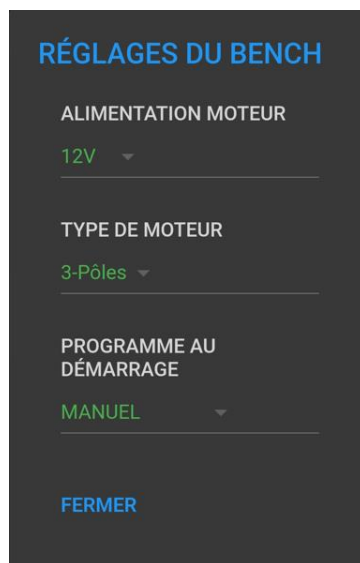 RÉGLAGES DU BENCH
ALIMENTATION MOTEUR
12V
TYPE DE MOTEUR
3-Pôles
PROGRAMME AU
DÉMARRAGE
MANUEL
FERMER